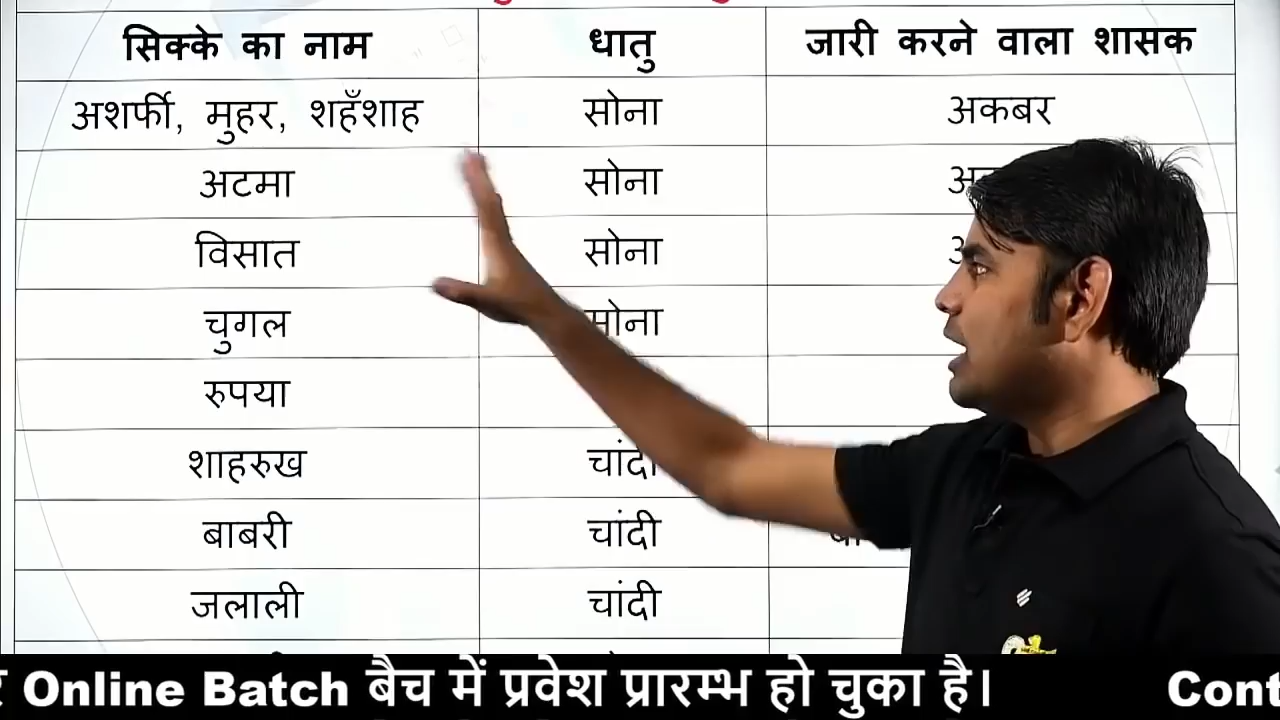 सिक्के का नाम धातु जारी करने वाला शासक
अशर्फी, मुहर, शहँशाह सोना अकबर
अटमा सोना
विसात सोना
चुगल सोना
रुपया
शाहरुख चांदी
बाबरी चांदी
जलाली चांदी
Online Batch बैच में प्रवेश प्रारम्भ हो चुका है।